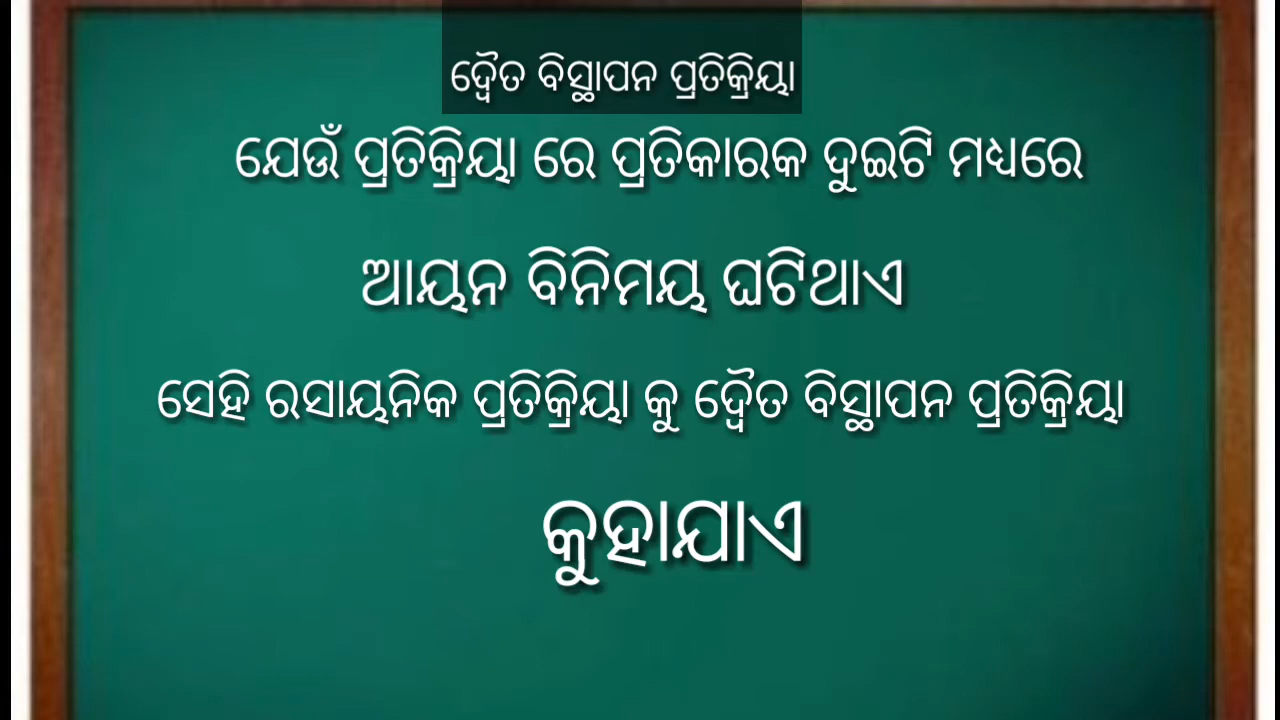 ଦ୍ୱୈତ ବିସ୍ଥାପନ ପ୍ରତିକ୍ରିୟା
ଯେଉଁ ପ୍ରତିକ୍ରିୟା ରେ ପ୍ରତିକାରକ ଦୁଇଟି ମଧ୍ୟରେ
ଆୟନ ବିନିମୟ ଘଟିଥାଏ
ସେହି ରସାୟନିକ ପ୍ରତିକ୍ରିୟା କୁ ଦ୍ୱୈତ ବିସ୍ଥାପନ ପ୍ରତିକ୍ରିୟା
କୁହାଯାଏ